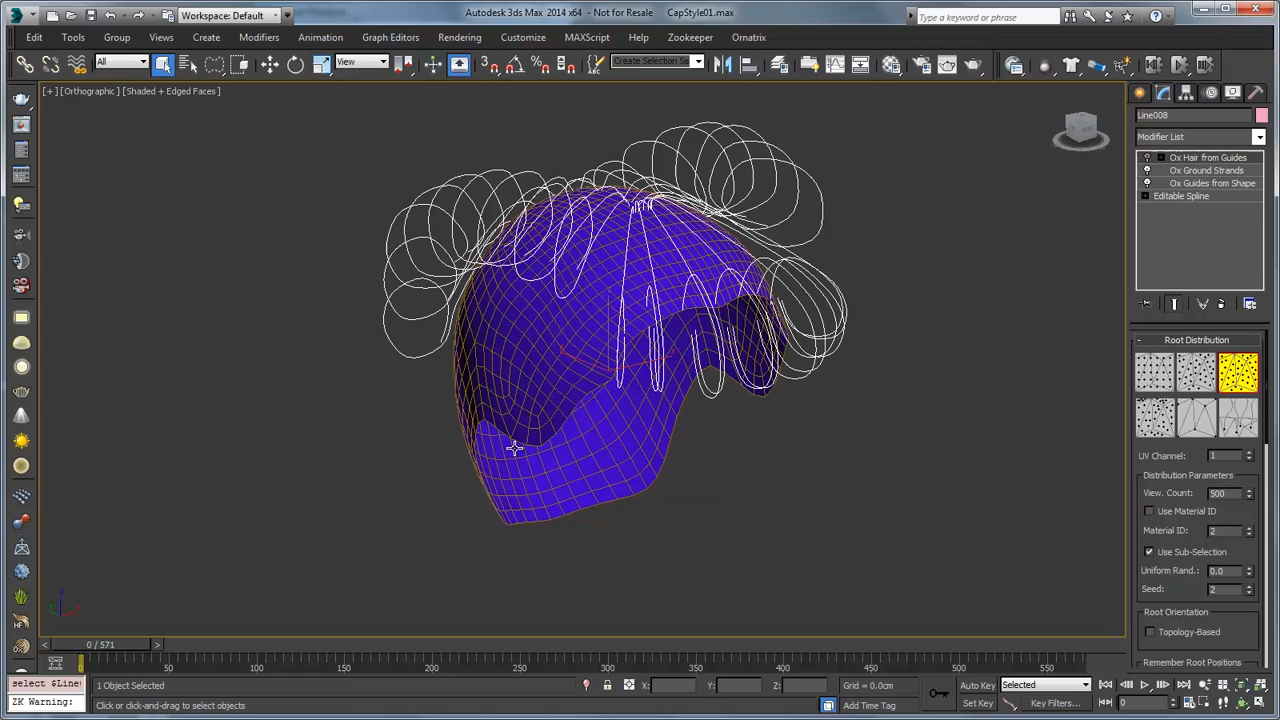 Workspace: Default
Autodesk 3ds Max 2014 x64 - Not for Resale CapStyle01.max
Type a keyword or phrase
Edit Tools Group Views Create Modifiers Animation Graph Editors Rendering Customize MAXScript Help Zookeeper Ornatrix
All View Create Selection Se
[+] [Orthographic] [Shaded + Edged Faces]
Line008
Modifier List
Ox Hair from Guides
Ox Ground Strands
Ox Guides from Shape
Editable Spline
Root Distribution
UV Channel: 1
Distribution Parameters
View. Count: 500
Use Material ID
Material ID: 2
Use Sub-Selection
Uniform Rand.: 0.0
Seed: 2
Root Orientation
Topology-Based
Remember Root Positions
0 / 571
0 50 100 150 200 250 300 350 400 450 500 550
select $Line
1 Object Selected
X: Y: Z: Grid = 0.0cm
Auto Key Selected
ZK Warning:
Click or click-and-drag to select objects
Add Time Tag
Set Key Key Filters... 0